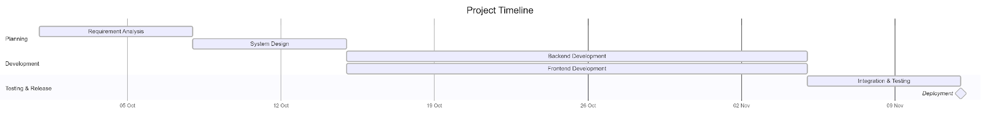 Project Timeline
Requirement Analysis
Planning
System Design
Backend Development
Development
Frontend Development
Integration & Testing
Testing & Release
Deployment
05 Oct
12 Oct
19 Oct
26 Oct
02 Nov
09 Nov